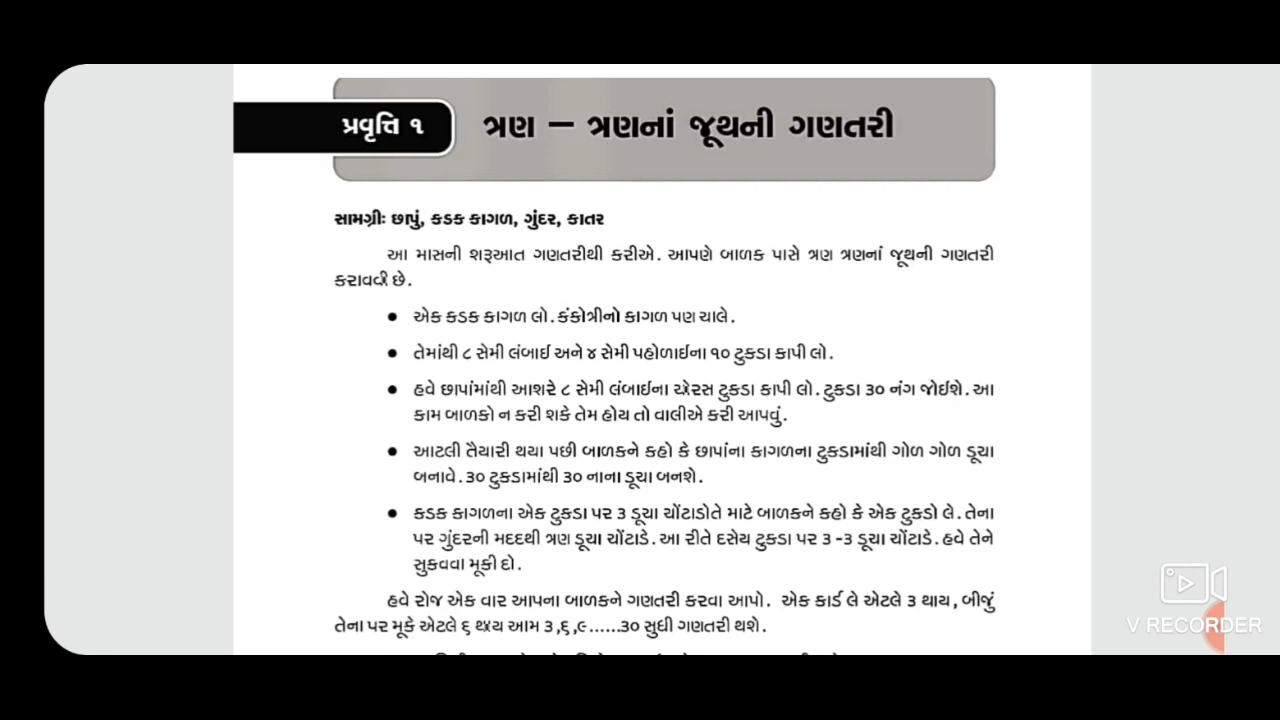 પ્રવૃત્તિ ૧
ત્રણ – ત્રણનાં જૂથની ગણતરી
સામગ્રીઃ છાપું, કડક કાગળ, ગુંદર, કાતર
આ માસની શરૂઆત ગણતરીથી કરીએ. આપણે બાળક પાસે ત્રણ ત્રણનાં જૂથની ગણતરી
કરાવવી છે.
● એક કડક કાગળ લો. કંકોત્રીનો કાગળ પણ ચાલે.
● તેમાંથી ૮ સેમી લંબાઈ અને ૪ સેમી પહોળાઈના ૧૦ ટુકડા કાપી લો.
● હવે છાપાંમાંથી આશરે ૮ સેમી લંબાઈના ચોરસ ટુકડા કાપી લો. ટુકડા ૩૦ નંગ જોઈશે. આ
કામ બાળકો ન કરી શકે તેમ હોય તો વાલીએ કરી આપવું.
● આટલી તૈયારી થયા પછી બાળકને કહો કે છાપાંના કાગળના ટુકડામાંથી ગોળ ગોળ ડૂચા
બનાવે. ૩૦ ટુકડામાંથી ૩૦ નાના ડૂચા બનશે.
● કડક કાગળના એક ટુકડા પર ૩ ડૂચા ચોંટાડોતે માટે બાળકને કહો કે એક ટુકડો લે. તેના
પર ગુંદરની મદદથી ત્રણ ડૂચા ચોંટાડે. આ રીતે દસેય ટુકડા પર ૩ -૩ ડૂચા ચોંટાડે. હવે તેને
સુકવવા મૂકી દો.
હવે રોજ એક વાર આપના બાળકને ગણતરી કરવા આપો. એક કાર્ડ લે એટલે ૩ થાય, બીજું
તેના પર મૂકે એટલે ૬ થાય આમ ૩,૬,૯......૩૦ સુધી ગણતરી થશે.
V RECORDER